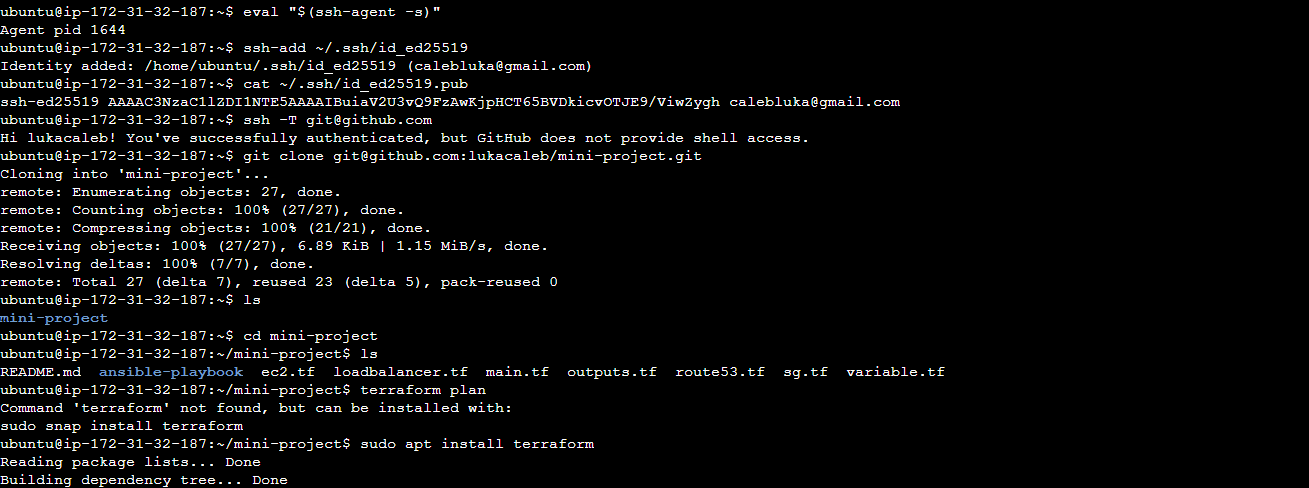 ubuntu@ip-172-31-32-187:~$ eval "$(ssh-agent -s)"
Agent pid 1644
ubuntu@ip-172-31-32-187:~$ ssh-add ~/.ssh/id_ed25519
Identity added: /home/ubuntu/.ssh/id_ed25519 (calebluka@gmail.com)
ubuntu@ip-172-31-32-187:~$ cat ~/.ssh/id_ed25519.pub
ssh-ed25519 AAAAC3NzaC1lZDI1NTE5AAAAIBuiaV2U3vQ9FzAwKjpHCT65BVDkicvOTJE9/ViwZygh calebluka@gmail.com
ubuntu@ip-172-31-32-187:~$ ssh -T git@github.com
Hi lukacaleb! You've successfully authenticated, but GitHub does not provide shell access.
ubuntu@ip-172-31-32-187:~$ git clone git@github.com:lukacaleb/mini-project.git
Cloning into 'mini-project'...
remote: Enumerating objects: 27, done.
remote: Counting objects: 100% (27/27), done.
remote: Compressing objects: 100% (21/21), done.
Receiving objects: 100% (27/27), 6.89 KiB | 1.15 MiB/s, done.
Resolving deltas: 100% (7/7), done.
remote: Total 27 (delta 7), reused 23 (delta 5), pack-reused 0
ubuntu@ip-172-31-32-187:~$ ls
mini-project
ubuntu@ip-172-31-32-187:~$ cd mini-project
ubuntu@ip-172-31-32-187:~/mini-project$ ls
README.md  ansible-playbook  ec2.tf  loadbalancer.tf  main.tf  outputs.tf  route53.tf  sg.tf  variable.tf
ubuntu@ip-172-31-32-187:~/mini-project$ terraform plan
Command 'terraform' not found, but can be installed with:
sudo snap install terraform
ubuntu@ip-172-31-32-187:~/mini-project$ sudo apt install terraform
Reading package lists... Done
Building dependency tree... Done